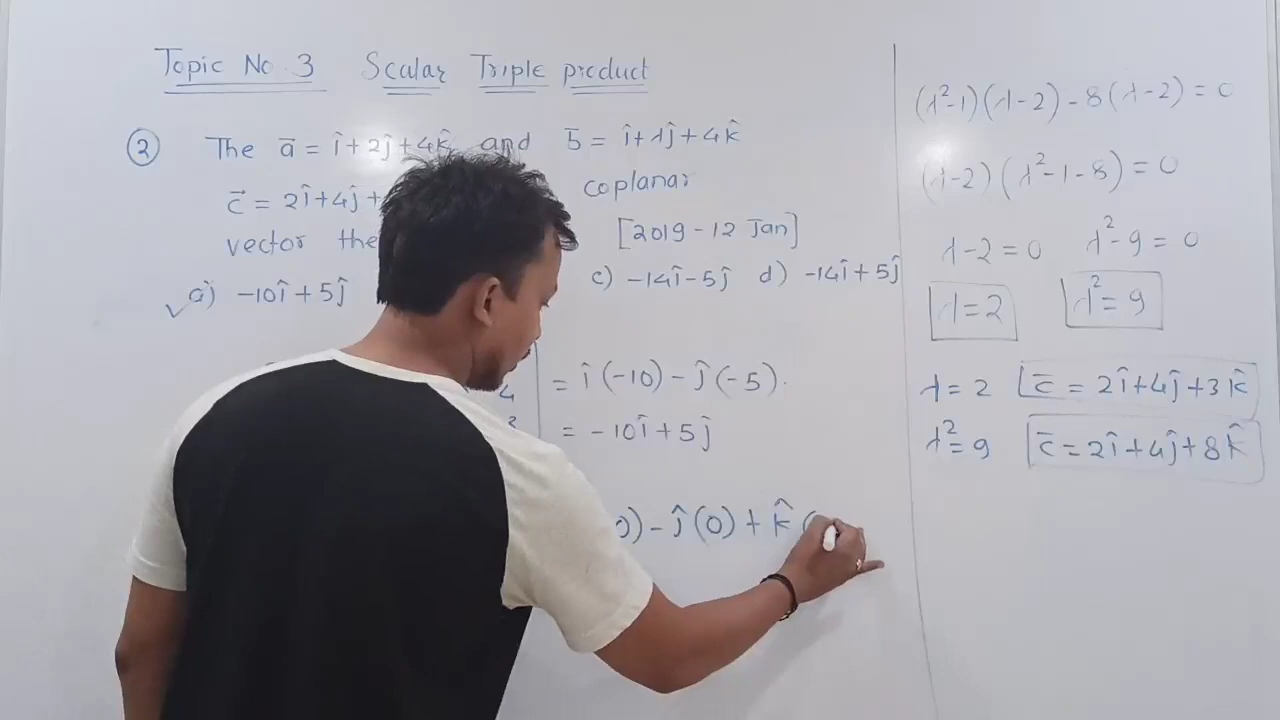 Topic No 3 Scalar Triple product
② The a̅ = î+2ĵ+4k̂ and b̅ = î+λĵ+4k̂
c⃗ = 2î+4ĵ+ coplanar
vector the [2019-12 Jan]
✓ a) -10î+5ĵ c) -14î-5ĵ d) -14î+5ĵ
4 = î(-10) - ĵ(-5).
3 = -10î+5ĵ
0) - ĵ(0) + k̂(
(λ²-1)(λ-2) - 8(λ-2) = 0
(λ-2)(λ²-1-8) = 0
λ-2 = 0 λ²-9 = 0
λ=2 λ²=9
λ=2 c̅ = 2î+4ĵ+3k̂
λ²=9 c̅ = 2î+4ĵ+8k̂